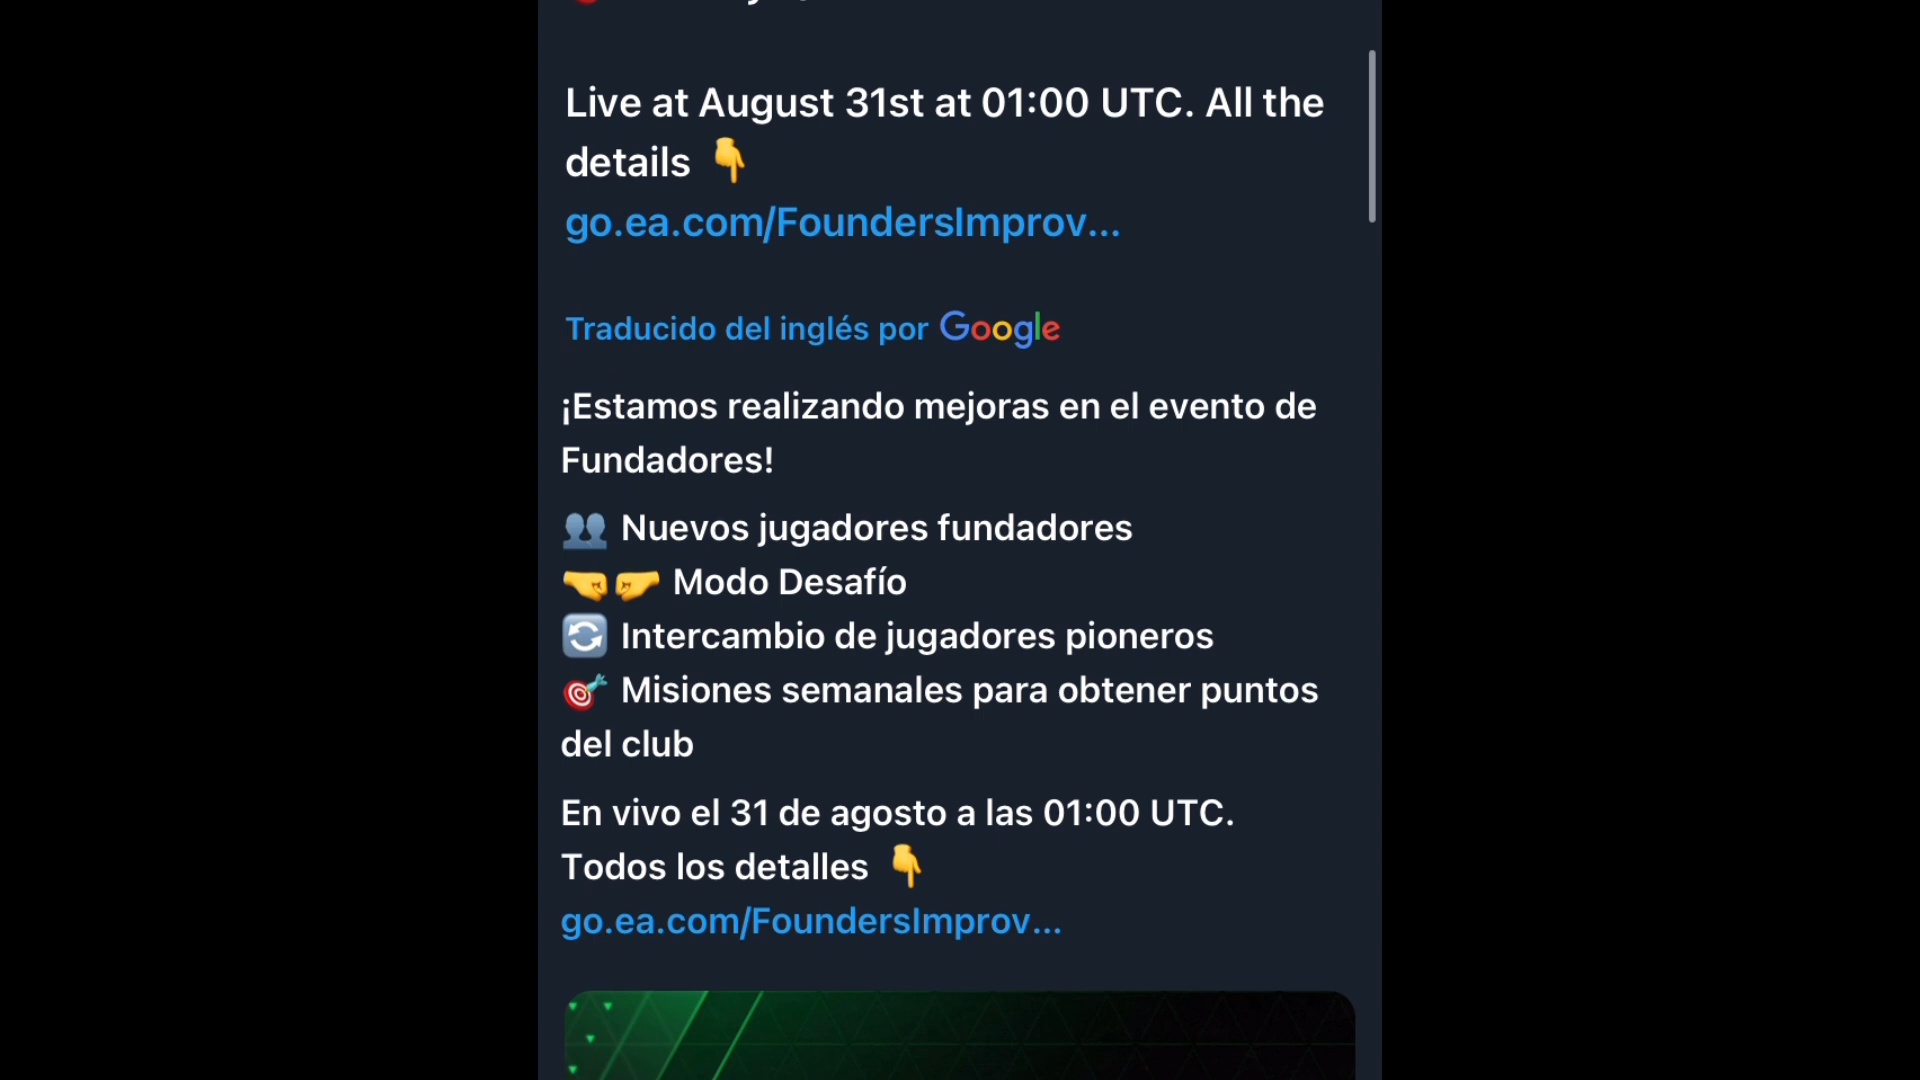 Live at August 31st at 01:00 UTC. All the
details 👇
go.ea.com/FoundersImprov...
Traducido del inglés por Google
¡Estamos realizando mejoras en el evento de
Fundadores!
👥 Nuevos jugadores fundadores
🤜🤛 Modo Desafío
🔄 Intercambio de jugadores pioneros
🎯 Misiones semanales para obtener puntos
del club
En vivo el 31 de agosto a las 01:00 UTC.
Todos los detalles 👇
go.ea.com/FoundersImprov...